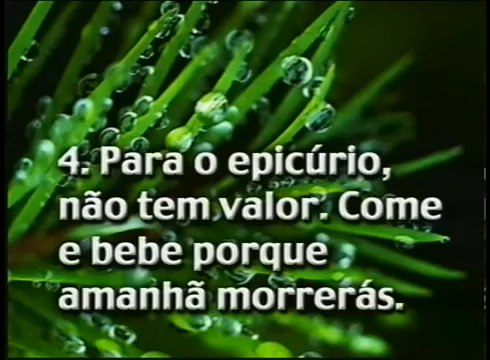 4. Para o epicúrio,
não tem valor. Come
e bebe porque
amanhã morrerás.